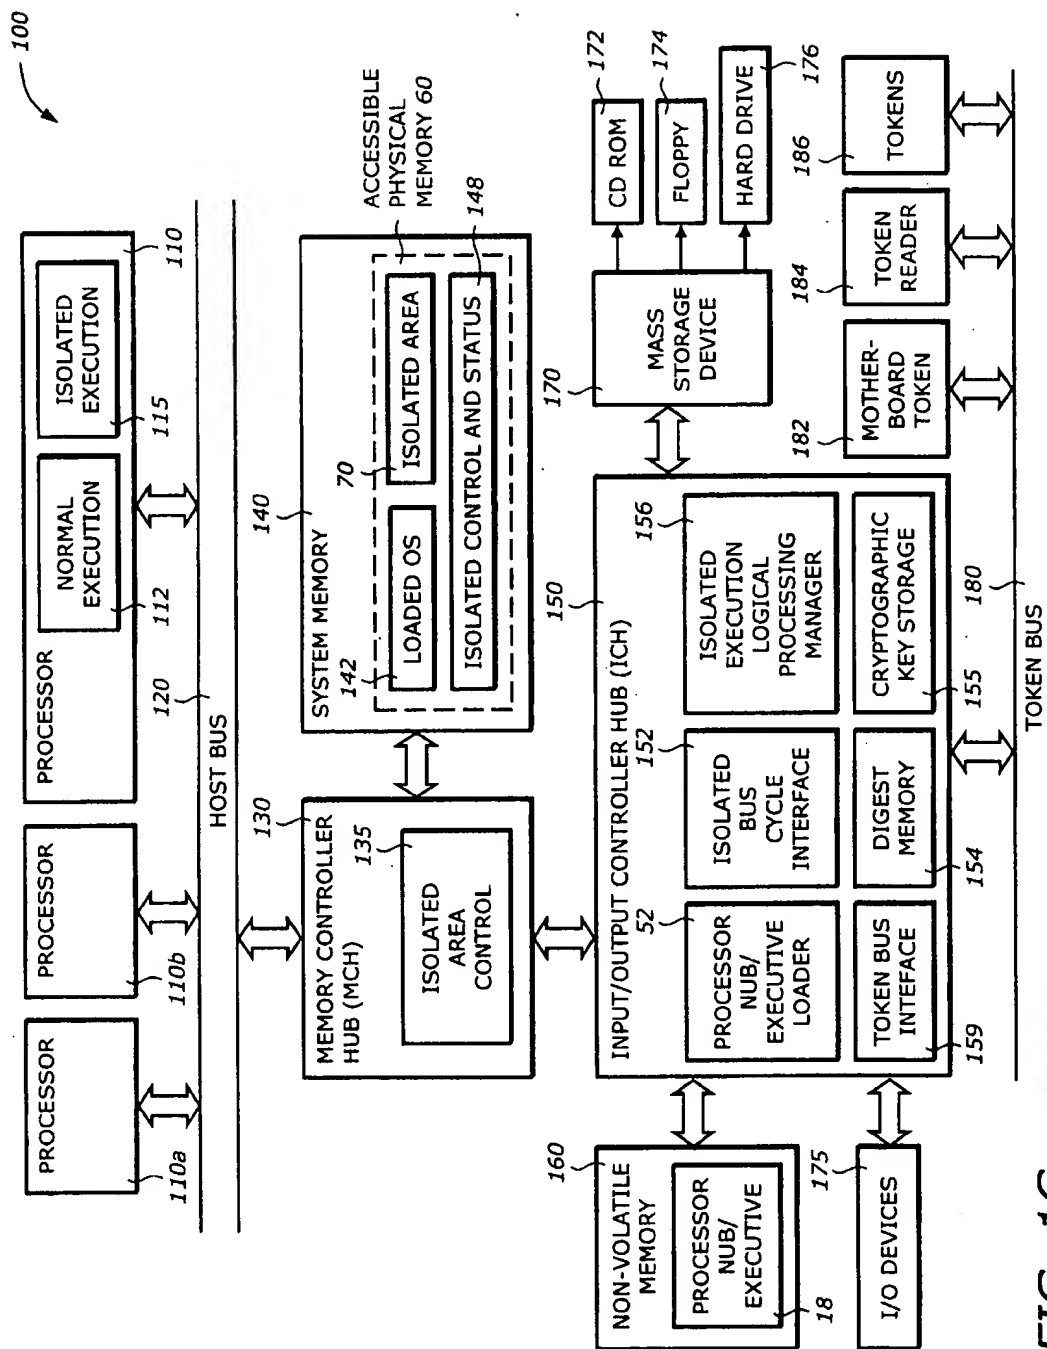 100
PROCESSOR
110a
PROCESSOR
110b
PROCESSOR
NORMAL
EXECUTION
112
ISOLATED
EXECUTION
115
110
120
HOST BUS
MEMORY CONTROLLER
HUB (MCH)
130
135
ISOLATED
AREA
CONTROL
SYSTEM MEMORY
140
142
LOADED OS
70
ISOLATED AREA
ISOLATED CONTROL AND STATUS
148
ACCESSIBLE
PHYSICAL
MEMORY 60
NON-VOLATILE
MEMORY
160
PROCESSOR
NUB/
EXECUTIVE
18
I/O DEVICES
175
INPUT/OUTPUT CONTROLLER HUB (ICH)
150
PROCESSOR
NUB/
EXECUTIVE
LOADER
52
ISOLATED
BUS
CYCLE
INTERFACE
152
ISOLATED
EXECUTION
LOGICAL
PROCESSING
MANAGER
156
TOKEN BUS
INTEFACE
159
DIGEST
MEMORY
154
CRYPTOGRAPHIC
KEY STORAGE
155
170
MASS
STORAGE
DEVICE
CD ROM
172
FLOPPY
174
HARD DRIVE
176
182
MOTHER-
BOARD
TOKEN
184
TOKEN
READER
186
TOKENS
180
TOKEN BUS
FIG. 1C